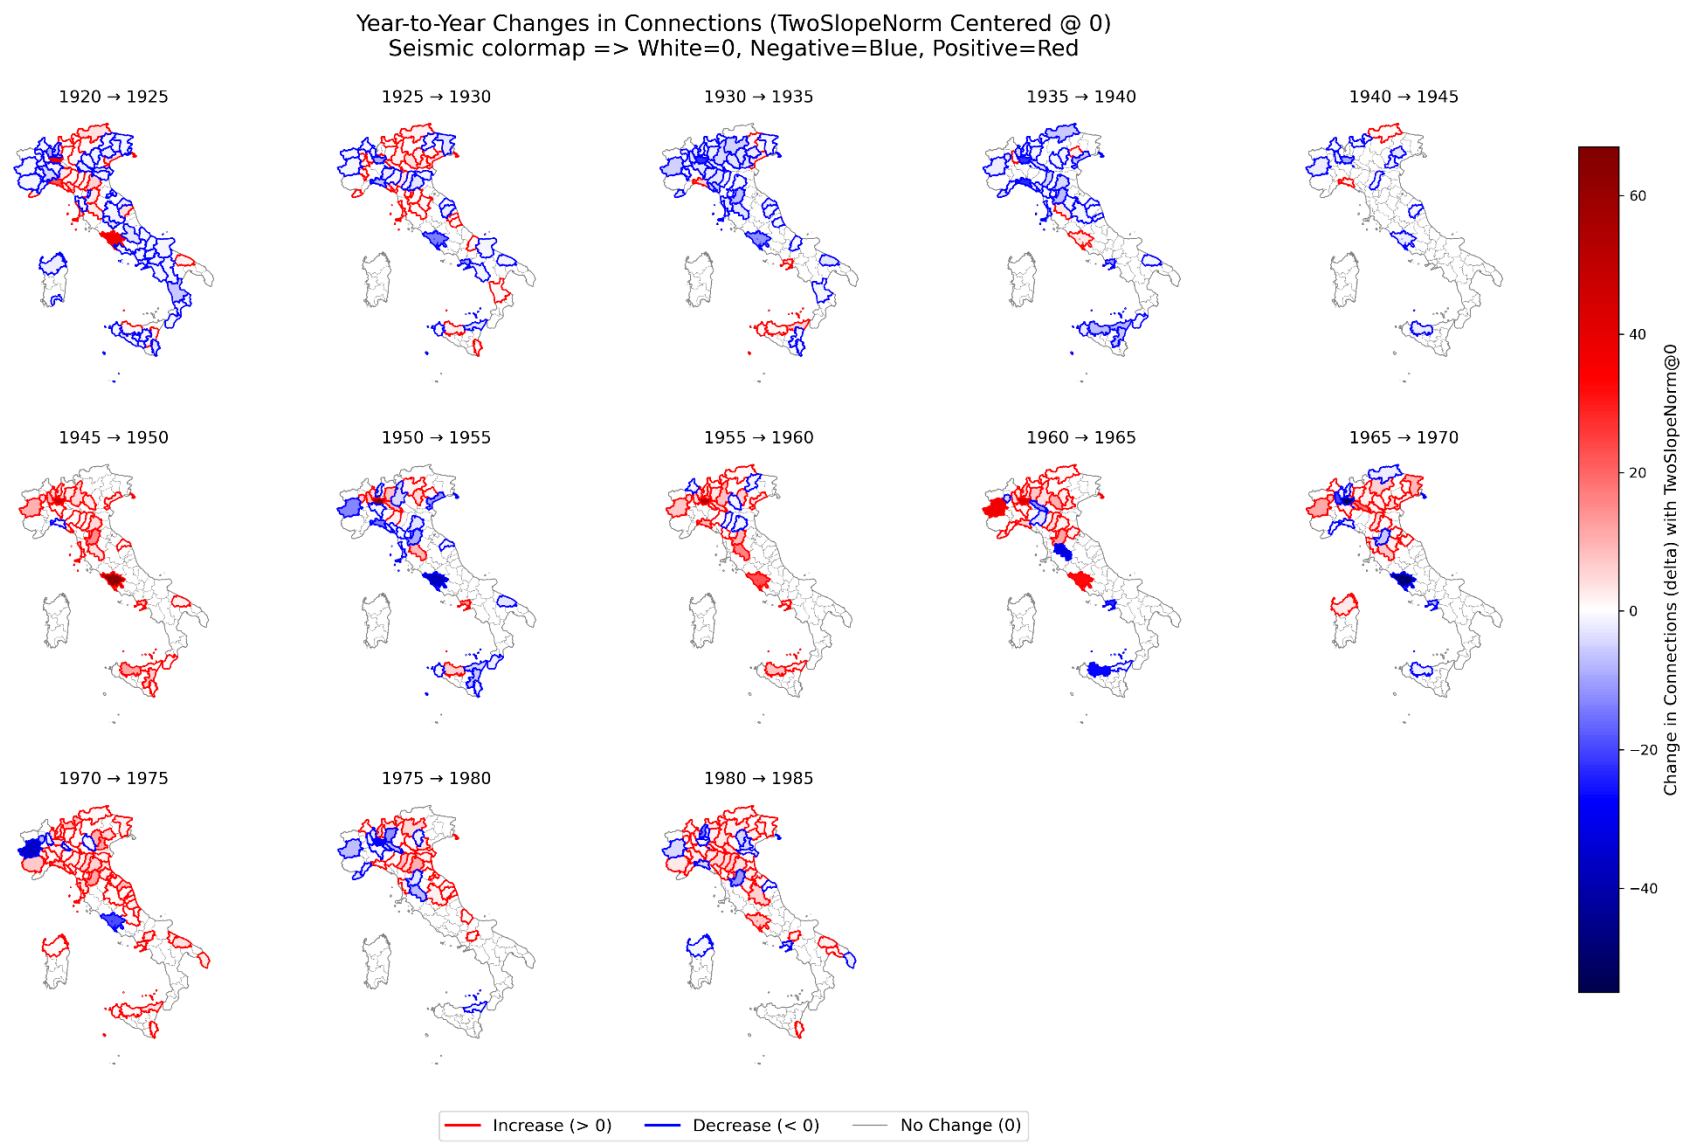 Year-to-Year Changes in Connections (TwoSlopeNorm Centered @ 0)
Seismic colormap => White=0, Negative=Blue, Positive=Red
1920 → 1925
1925 → 1930
1930 → 1935
1935 → 1940
1940 → 1945
1945 → 1950
1950 → 1955
1955 → 1960
1960 → 1965
1965 → 1970
1970 → 1975
1975 → 1980
1980 → 1985
60
40
20
0
−20
−40
Change in Connections (delta) with TwoSlopeNorm@0
Increase (> 0)
Decrease (< 0)
No Change (0)